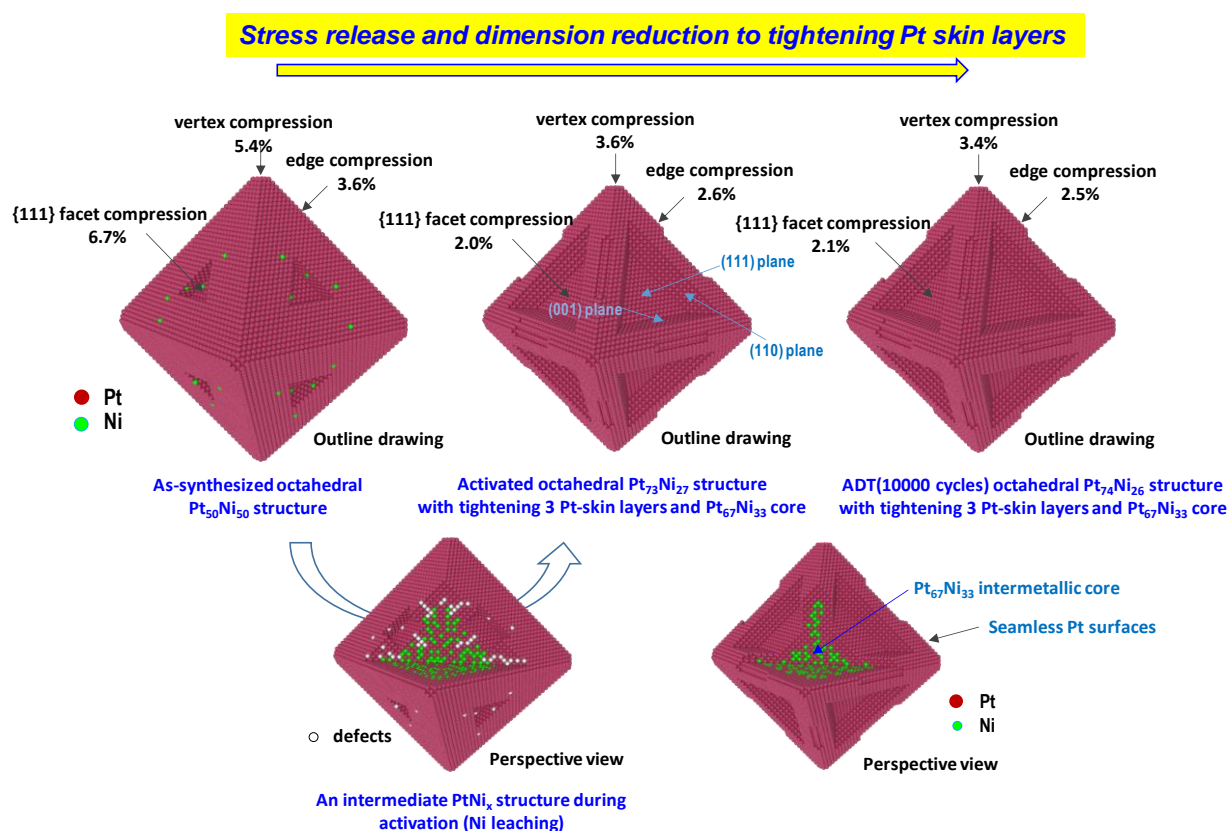 Stress release and dimension reduction to tightening Pt skin layers
vertex compression
5.4%
edge compression
3.6%
{111} facet compression
6.7%
Pt
Ni
Outline drawing
As-synthesized octahedral
Pt₅₀Ni₅₀
structure
vertex compression
3.6%
edge compression
2.6%
{111} facet compression
2.0%
(111) plane
(001) plane
(110) plane
Outline drawing
Activated octahedral Pt₇₃Ni₂₇ structure
with tightening 3 Pt-skin layers and Pt₆₇Ni₃₃ core
vertex compression
3.4%
edge compression
2.5%
{111} facet compression
2.1%
Outline drawing
ADT(10000 cycles) octahedral Pt₇₄Ni₂₆ structure
with tightening 3 Pt-skin layers and Pt₆₇Ni₃₃ core
defects
Perspective view
An intermediate PtNiₓ structure during
activation (Ni leaching)
Pt₆₇Ni₃₃ intermetallic core
Seamless Pt surfaces
Pt
Ni
Perspective view